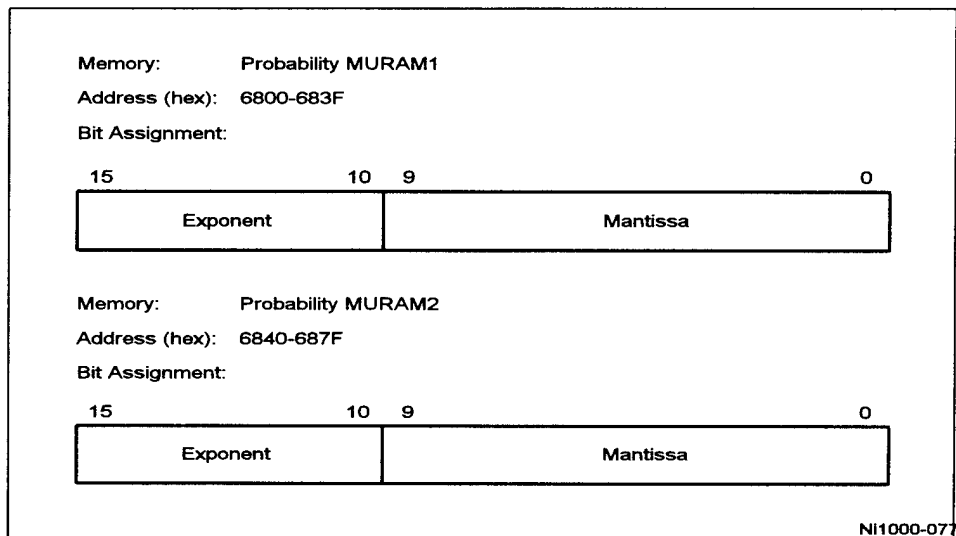 Memory: Probability MURAM1
Address (hex): 6800-683F
Bit Assignment:
15 10 9 0
Exponent Mantissa
Memory: Probability MURAM2
Address (hex): 6840-687F
Bit Assignment:
15 10 9 0
Exponent Mantissa
Ni1000-077